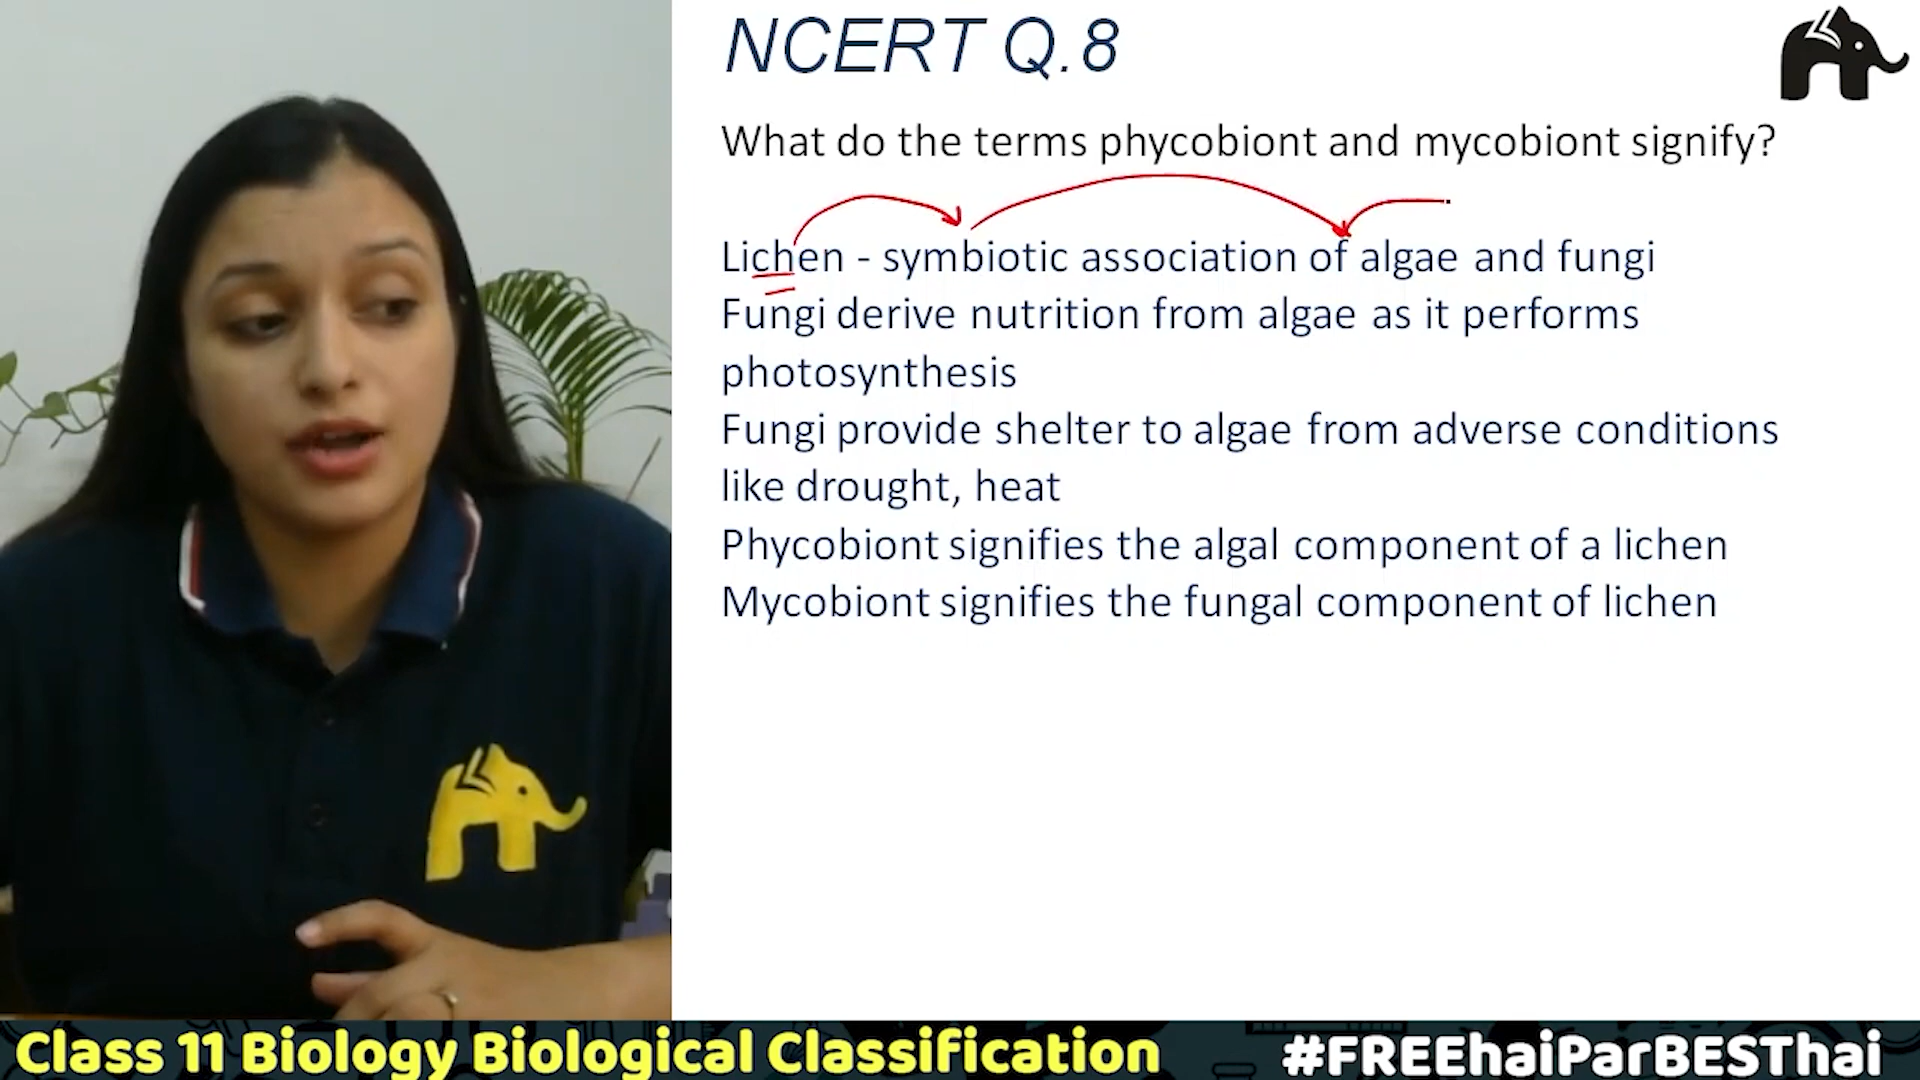 NCERT Q.8
What do the terms phycobiont and mycobiont signify?
Lichen - symbiotic association of algae and fungi
Fungi derive nutrition from algae as it performs
photosynthesis
Fungi provide shelter to algae from adverse conditions
like drought, heat
Phycobiont signifies the algal component of a lichen
Mycobiont signifies the fungal component of lichen
Class 11 Biology Biological Classification
#FREEhaiParBESThai